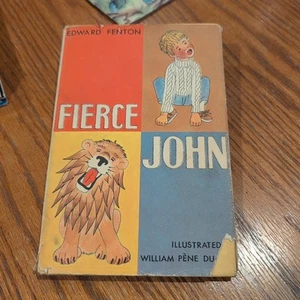 EDWARD FENTON
FIERCE
JOHN
ILLUSTRATED
WILLIAM PÈNE DU